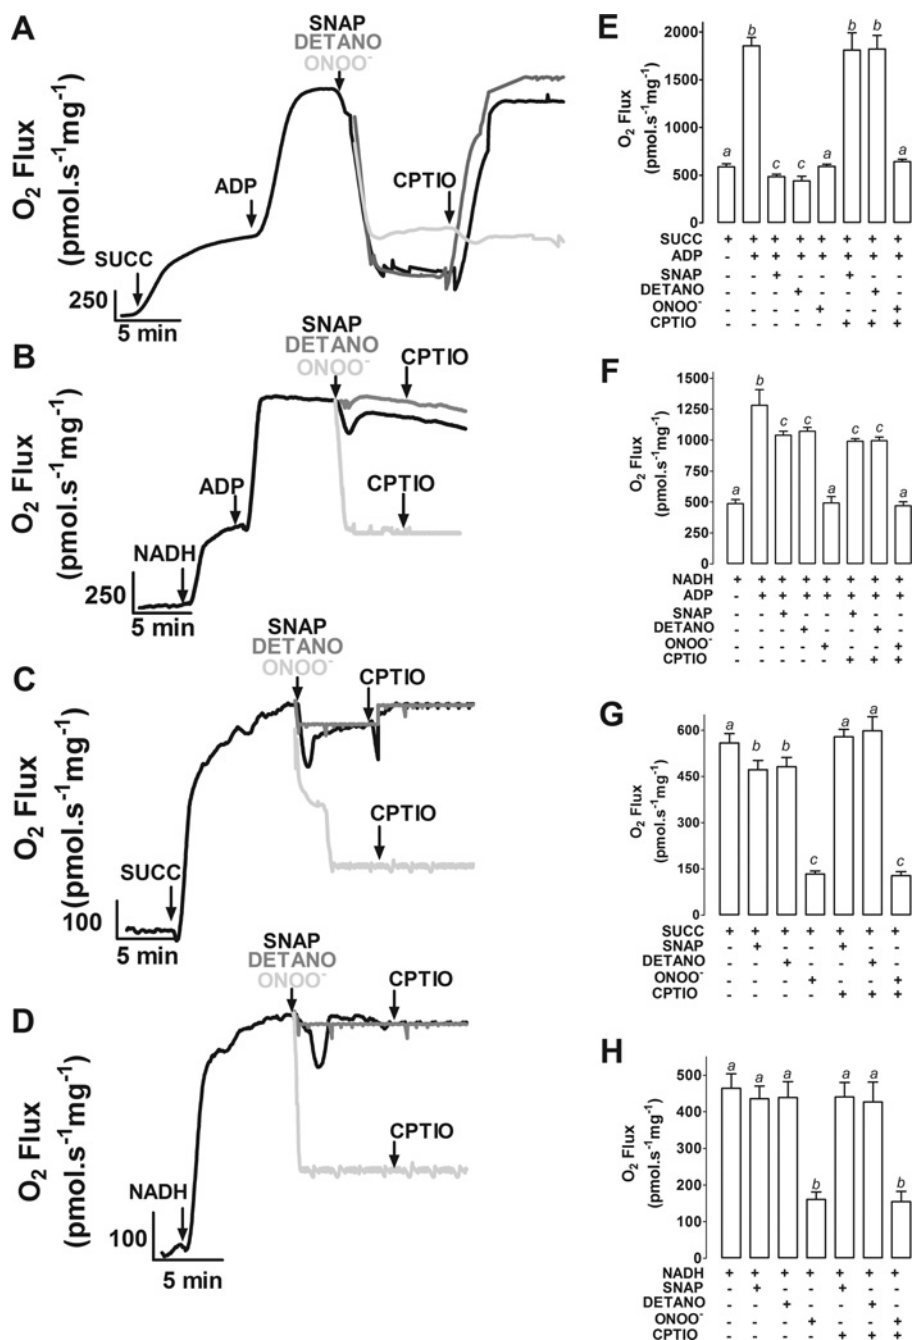 A
SNAP
DETANO
ONOO⁻
O₂ Flux
(pmol.s⁻¹mg⁻¹)
ADP
CPTIO
SUCC
250
5 min
B
SNAP
DETANO
ONOO⁻
CPTIO
O₂ Flux
(pmol.s⁻¹mg⁻¹)
ADP
CPTIO
NADH
250
5 min
C
SNAP
DETANO
ONOO⁻
CPTIO
O₂ Flux
(pmol.s⁻¹mg⁻¹)
CPTIO
SUCC
100
5 min
D
SNAP
DETANO
ONOO⁻
CPTIO
O₂ Flux
(pmol.s⁻¹mg⁻¹)
CPTIO
NADH
100
5 min
E
O₂ Flux
(pmol.s⁻¹mg⁻¹)
2000
1500
1000
500
0
a b c c a b b a
SUCC + + + + + + + +
ADP - + + + + + + +
SNAP - - + - - + - -
DETANO - - - + - - + -
ONOO⁻ - - - - + - - +
CPTIO - - - - - + + +
F
O₂ Flux
(pmol.s⁻¹mg⁻¹)
1500
1250
1000
750
500
250
0
a b c c a c c a
NADH + + + + + + + +
ADP - + + + + + + +
SNAP - - + - - + - -
DETANO - - - + - - + -
ONOO⁻ - - - - + - - +
CPTIO - - - - - + + +
G
O₂ Flux
(pmol.s⁻¹mg⁻¹)
600
450
300
150
0
a b b c a a c
SUCC + + + + + + +
SNAP - + - - + - -
DETANO - - + - - + -
ONOO⁻ - - - + - - +
CPTIO - - - - + + +
H
O₂ Flux
(pmol.s⁻¹mg⁻¹)
500
400
300
200
100
0
a a a b a a b
NADH + + + + + + +
SNAP - + - - + - -
DETANO - - + - - + -
ONOO⁻ - - - + - - +
CPTIO - - - - + + +